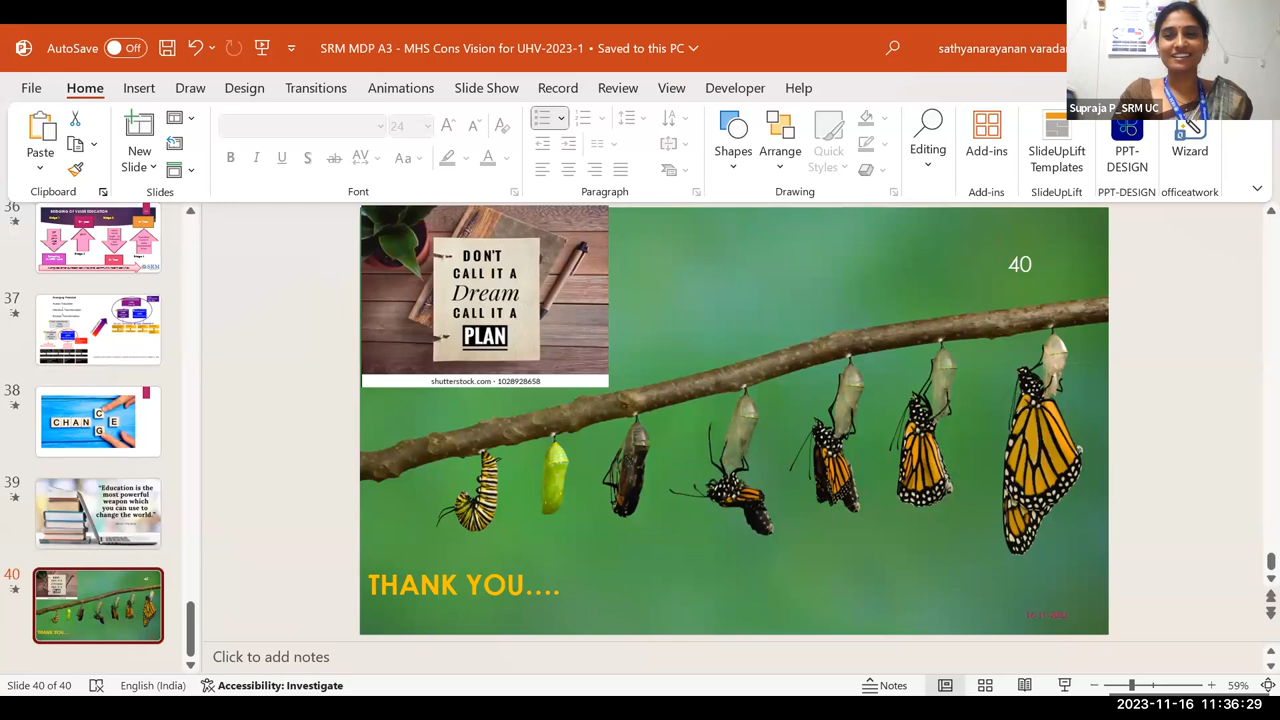 AutoSave
Off
SRM MDP A3 - MHS Cons Vision for UHV-2023-1 • Saved to this PC
sathyanarayanan varadar
Supraja P_SRM UC
File
Home
Insert
Draw
Design
Transitions
Animations
Slide Show
Record
Review
View
Developer
Help
Paste
New
Slide
24
B
I
U
S
ab
AV
Aa
A
Shapes
Arrange
Quick
Styles
Editing
Add-ins
SlideUpLift
Templates
PPT-
DESIGN
Wizard
Clipboard
Slides
Font
Paragraph
Drawing
Add-ins
SlideUpLift
PPT-DESIGN
officeatwork
36
37
38
CHAN
C
E
G
39
"Education is the
most powerful
weapon which
you can use to
change the world."
40
DON'T
CALL IT A
Dream
CALL IT A
PLAN
shutterstock.com · 1028928658
40
THANK YOU....
Click to add notes
Slide 40 of 40
English (India)
Accessibility: Investigate
Notes
59%
2023-11-16 11:36:29